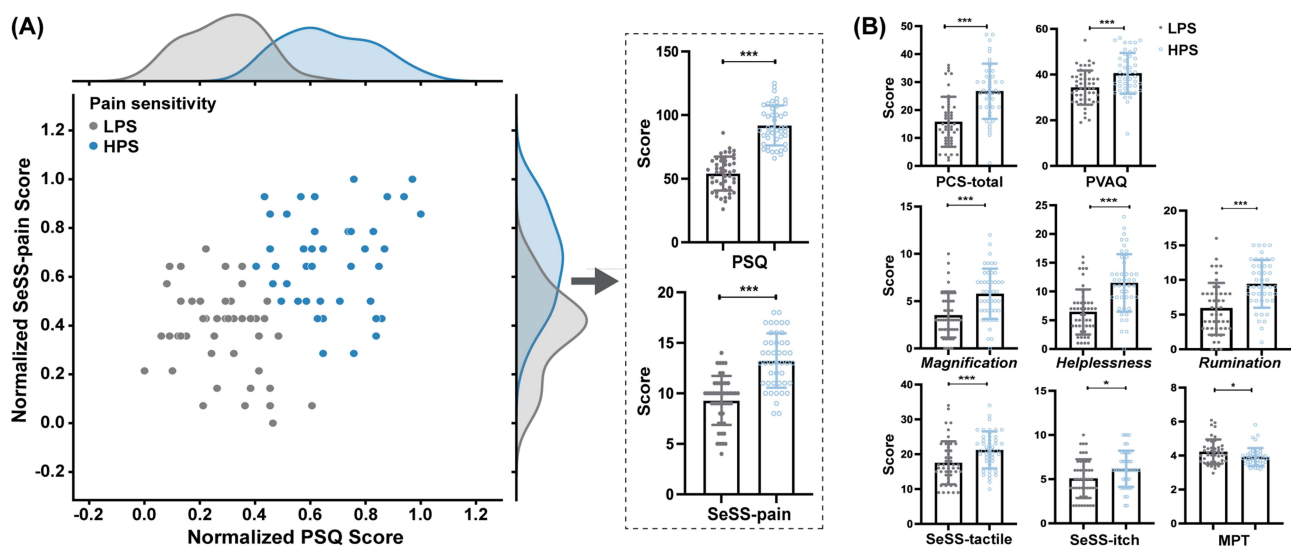 (A)
Pain sensitivity
LPS
HPS
Normalized SeSS-pain Score
1.2
1.0
0.8
0.6
0.4
0.2
0.0
-0.2
-0.2 0.0 0.2 0.4 0.6 0.8 1.0 1.2
Normalized PSQ Score
***
Score
150
100
50
0
PSQ
***
Score
20
15
10
5
0
SeSS-pain
(B)
LPS
HPS
***
Score
50
40
30
20
10
0
PCS-total
***
60
40
20
0
PVAQ
***
Score
15
10
5
0
Magnification
***
25
20
15
10
5
0
Helplessness
***
20
15
10
5
0
Rumination
***
Score
40
30
20
10
0
SeSS-tactile
*
15
10
5
0
SeSS-itch
*
8
6
4
2
0
MPT